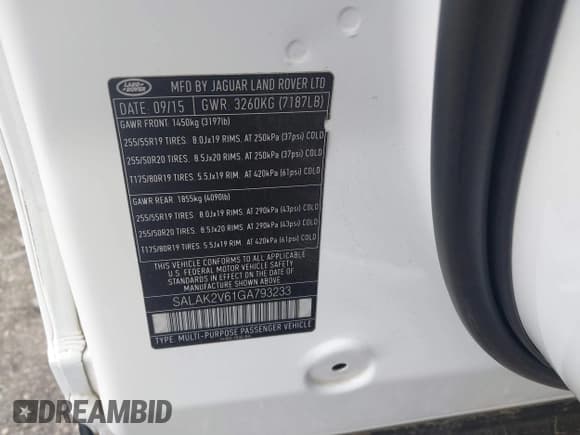 LAND ROVER
MFD BY JAGUAR LAND ROVER LTD
DATE: 09/15 GWR. 3260KG (7187LB)
GAWR FRONT. 1450kg (3197lb)
255/55R19 TIRES. 8.0Jx19 RIMS. AT 250kPa (37psi) COLD
255/50R20 TIRES. 8.5Jx20 RIMS. AT 250kPa (37psi) COLD
T175/80R19 TIRES. 5.5Jx19 RIM. AT 420kPa (61psi) COLD
GAWR REAR. 1855kg (4090lb)
255/55R19 TIRES. 8.0Jx19 RIMS. AT 290kPa (43psi) COLD
255/50R20 TIRES. 8.5Jx20 RIMS. AT 290kPa (43psi) COLD
T175/80R19 TIRES. 5.5Jx19 RIM. AT 420kPa (61psi) COLD
THIS VEHICLE CONFORMS TO ALL APPLICABLE
U.S. FEDERAL MOTOR VEHICLE SAFETY
STANDARDS IN EFFECT ON THE DATE OF
MANUFACTURE SHOWN ABOVE.
SALAK2V61GA793233
TYPE: MULTI-PURPOSE PASSENGER VEHICLE
DREAMBID